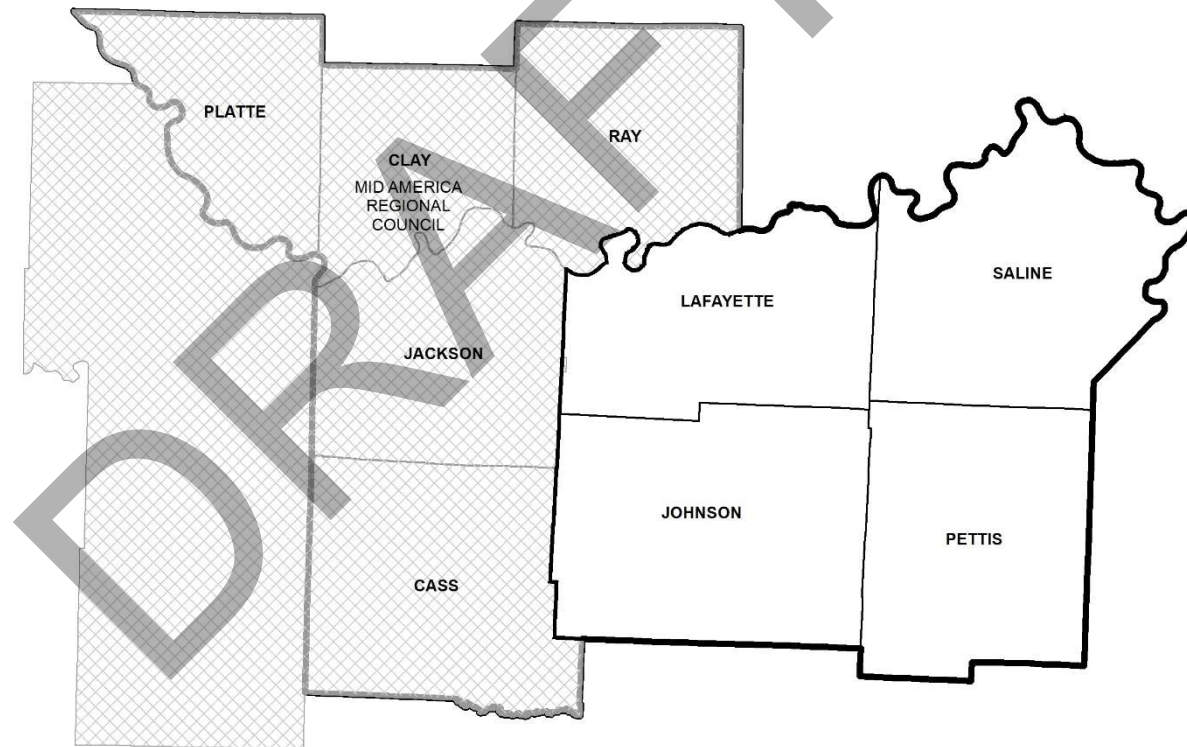 PLATTE
RAY
CLAY
MID AMERICA
REGIONAL
COUNCIL
SALINE
LAFAYETTE
JACKSON
JOHNSON
PETTIS
CASS
DRAFT